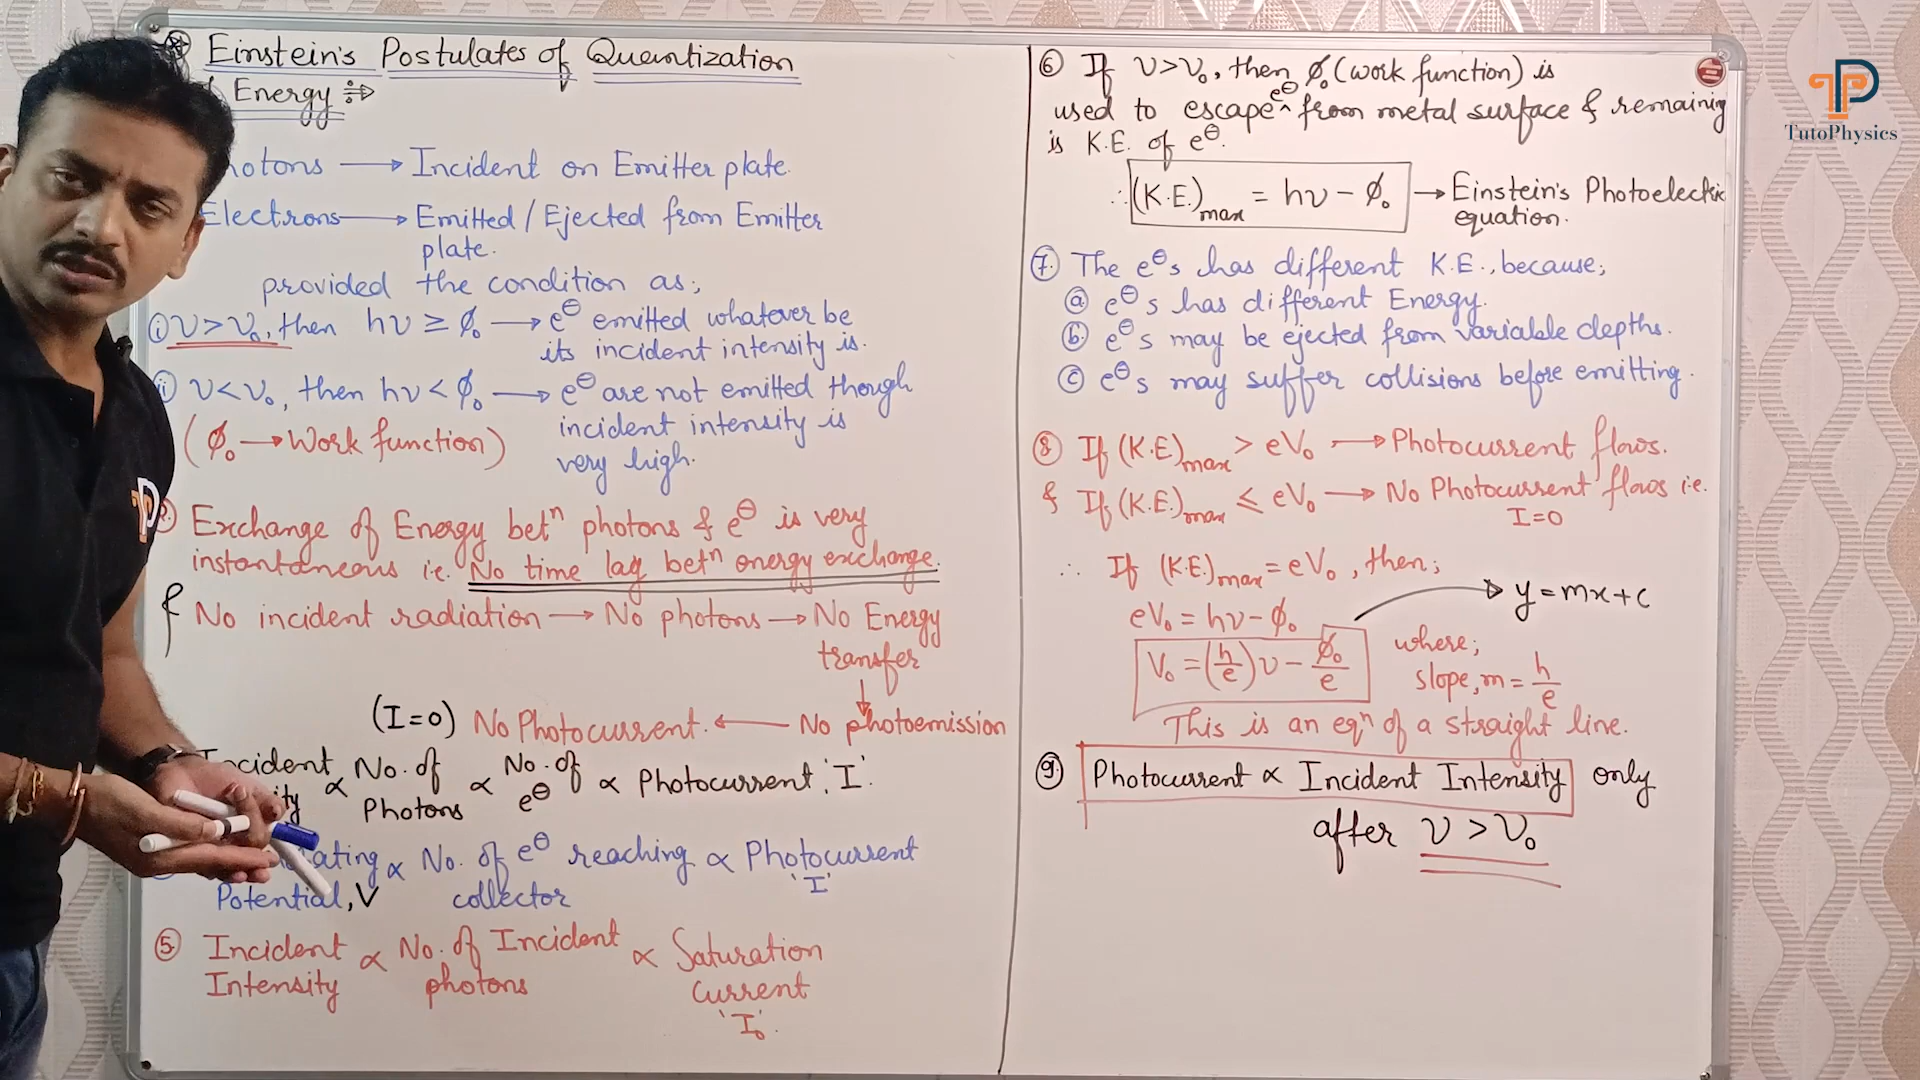 Einstein's Postulates of Quantization
Energy ⇒
hotons → Incident on Emitter plate.
Electrons → Emitted / Ejected from Emitter
plate.
provided the condition as;
(i) ν > ν₀, then hν ≥ φ₀ → e⊖ emitted whatever be
its incident intensity is.
ν < ν₀, then hν < φ₀ → e⊖ are not emitted though
incident intensity is
very high.
(φ₀ → Work function)
Exchange of Energy betⁿ photons & e⊖ is very
instantaneous i.e. No time lag betⁿ energy exchange.
& No incident radiation → No photons → No Energy
transfer
↓
(I=0) No Photocurrent. ← No photoemission
Incident ∝ No. of ∝ No. of ∝ Photocurrent 'I'.
ity Photons e⊖
ating ∝ No. of e⊖ reaching ∝ Photocurrent
Potential, V collector 'I'
⑤ Incident ∝ No. of Incident ∝ Saturation
Intensity photons current
'I₀'.
⑥ If ν > ν₀, then φ₀ (work function) is
used to escape e⊖ from metal surface & remaining
is K.E. of e⊖.
∴ (K.E.)max = hν − φ₀ → Einstein's Photoelectric
equation.
⑦ The e⊖s has different K.E., because;
ⓐ e⊖s has different Energy.
ⓑ e⊖s may be ejected from variable depths.
ⓒ e⊖s may suffer collisions before emitting.
⑧ If (K.E)max > eV₀ → Photocurrent flows.
& If (K.E.)max ≤ eV₀ → No Photocurrent flows i.e.
I=0
∴ If (K.E.)max = eV₀, then;
eV₀ = hν − φ₀ → y = mx + c
V₀ = (h/e)ν − φ₀/e where;
slope, m = h/e
This is an eqⁿ of a straight line.
⑨ Photocurrent ∝ Incident Intensity only
after ν > ν₀
TP
TutoPhysics